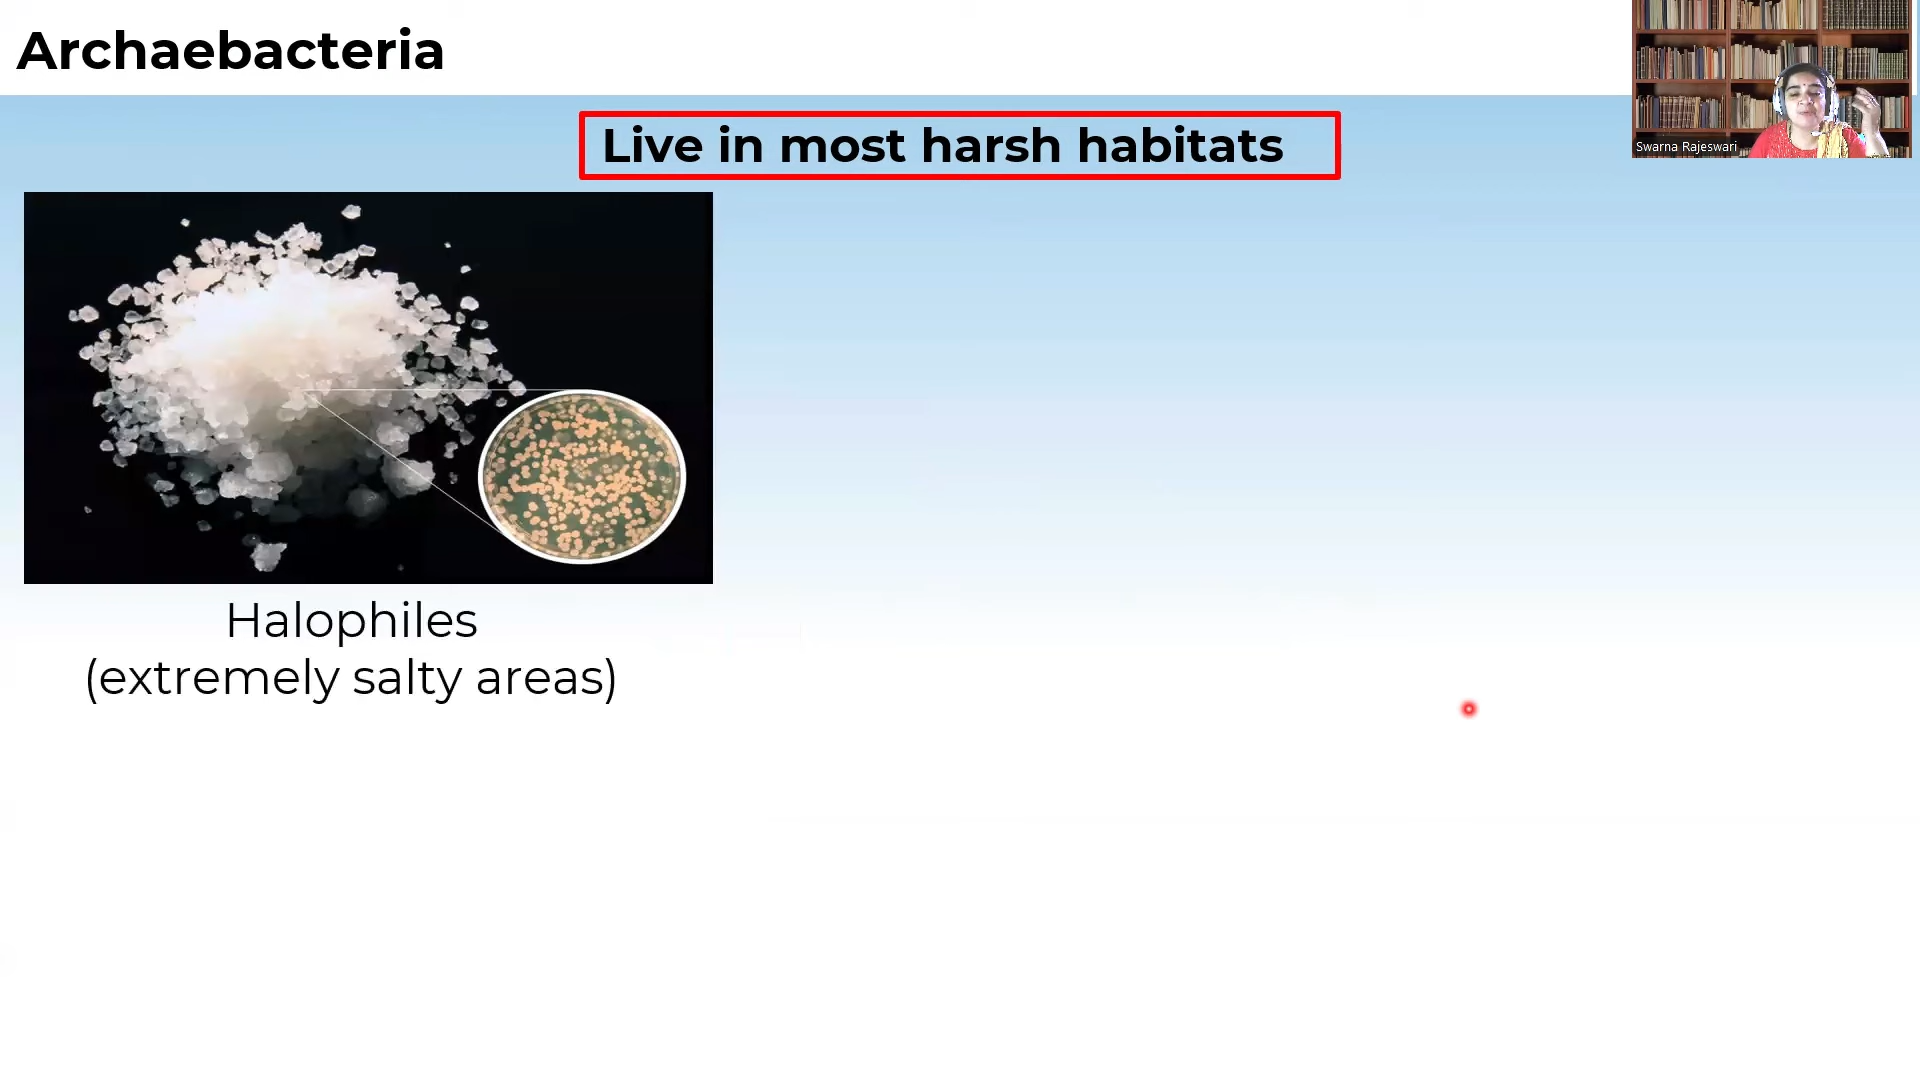 Archaebacteria
Live in most harsh habitats
Swarna Rajeswari
Halophiles
(extremely salty areas)